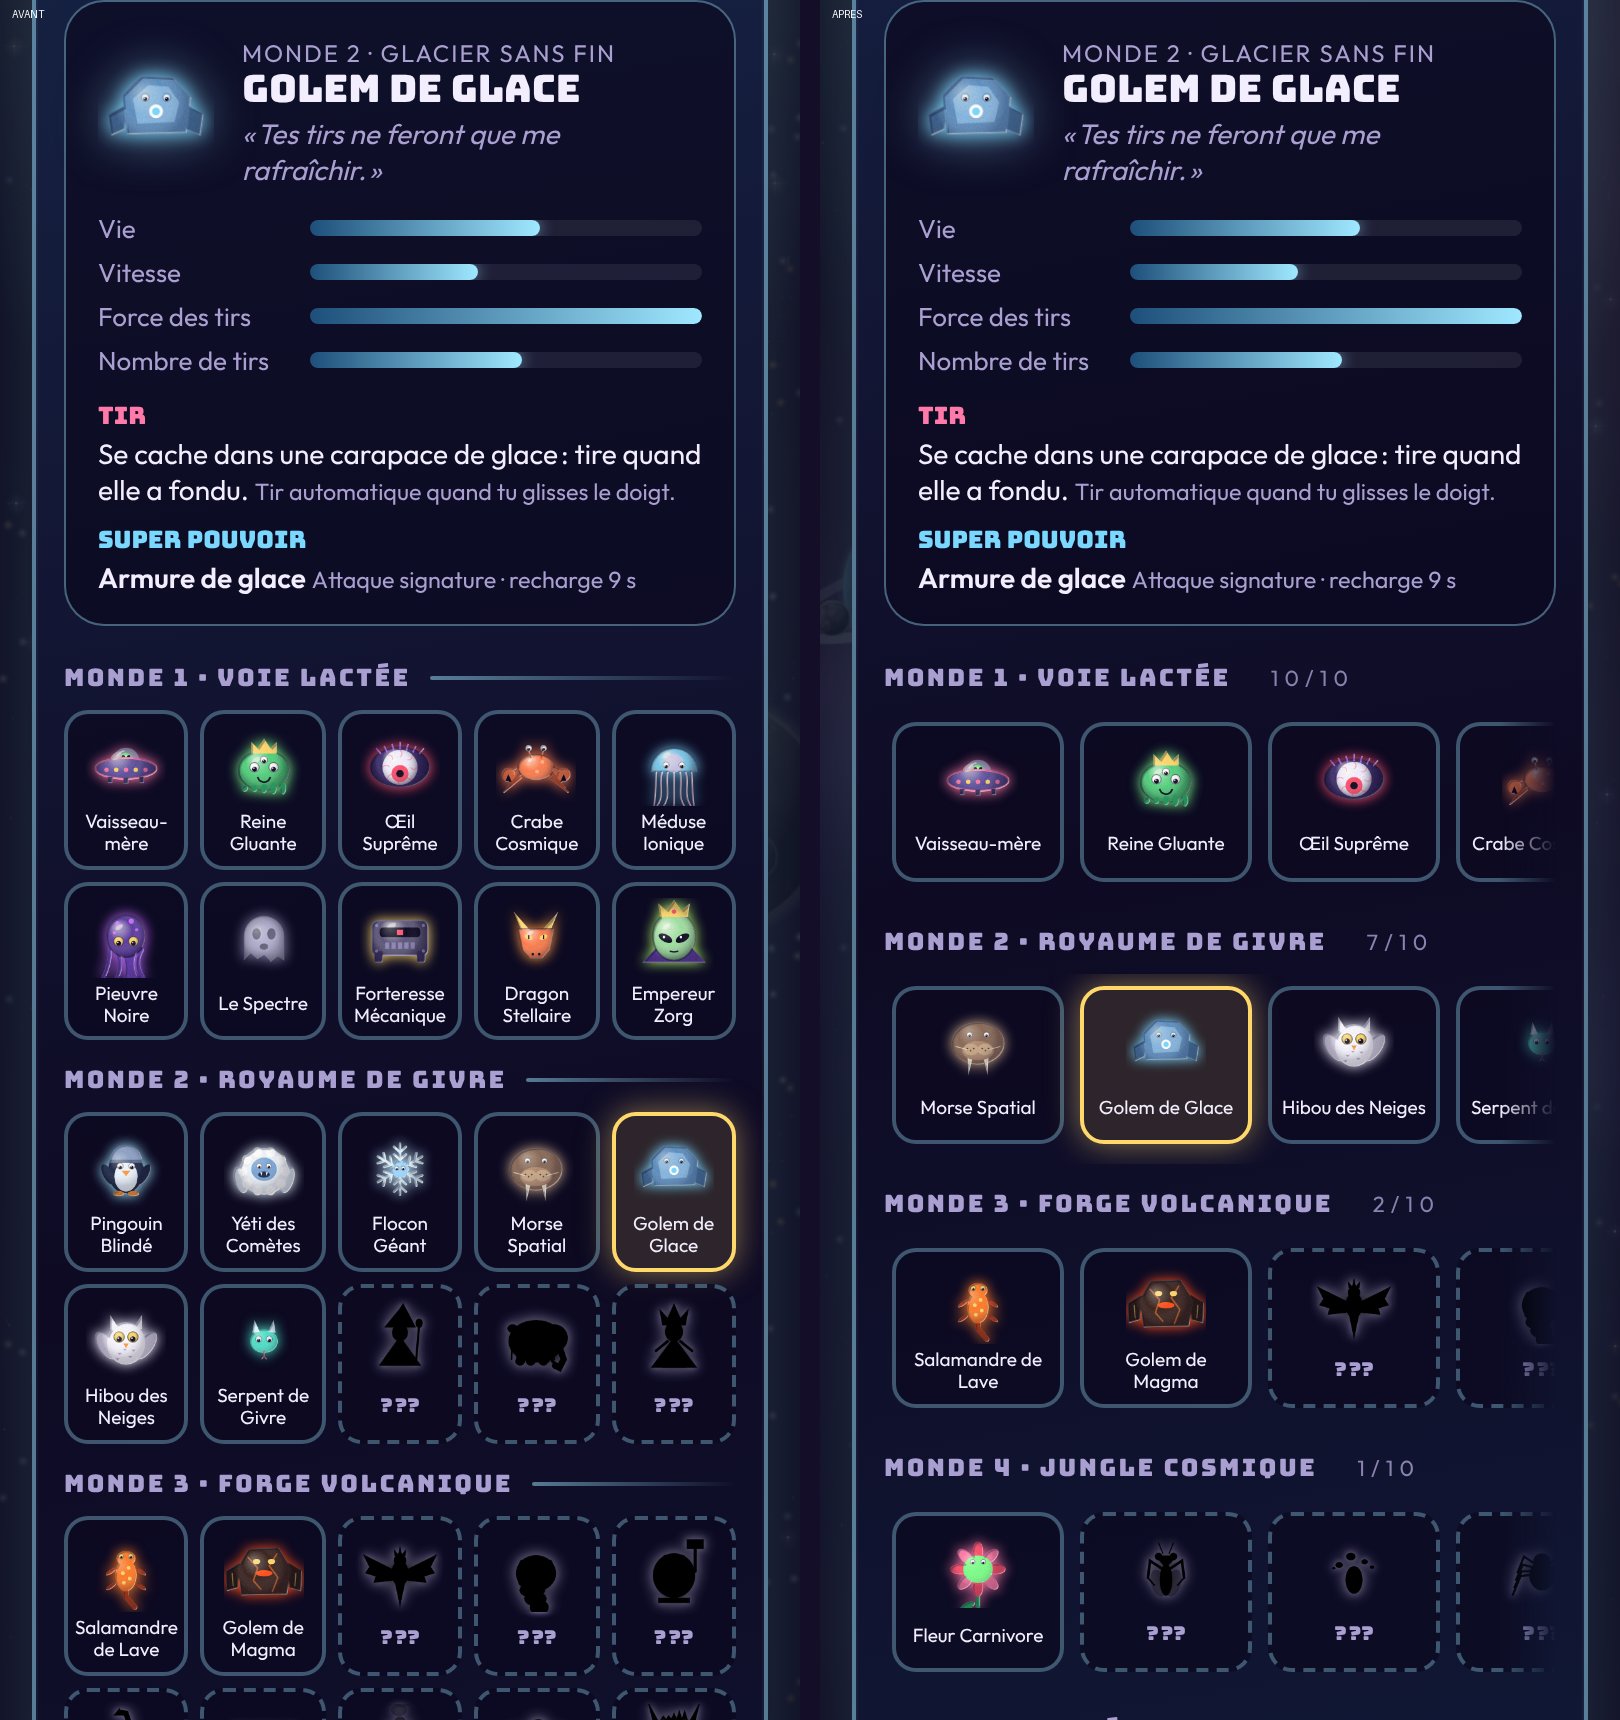 AVANT
MONDE 2 · GLACIER SANS FIN
GOLEM DE GLACE
« Tes tirs ne feront que me
rafraîchir. »
Vie
Vitesse
Force des tirs
Nombre de tirs
TIR
Se cache dans une carapace de glace : tire quand
elle a fondu. Tir automatique quand tu glisses le doigt.
SUPER POUVOIR
Armure de glace Attaque signature · recharge 9 s
MONDE 1 · VOIE LACTÉE
Vaisseau-
mère
Reine
Gluante
Œil
Suprême
Crabe
Cosmique
Méduse
Ionique
Pieuvre
Noire
Le Spectre
Forteresse
Mécanique
Dragon
Stellaire
Empereur
Zorg
MONDE 2 · ROYAUME DE GIVRE
Pingouin
Blindé
Yéti des
Comètes
Flocon
Géant
Morse
Spatial
Golem de
Glace
Hibou des
Neiges
Serpent de
Givre
???
???
???
MONDE 3 · FORGE VOLCANIQUE
Salamandre
de Lave
Golem de
Magma
???
???
???
APRES
MONDE 2 · GLACIER SANS FIN
GOLEM DE GLACE
« Tes tirs ne feront que me
rafraîchir. »
Vie
Vitesse
Force des tirs
Nombre de tirs
TIR
Se cache dans une carapace de glace : tire quand
elle a fondu. Tir automatique quand tu glisses le doigt.
SUPER POUVOIR
Armure de glace Attaque signature · recharge 9 s
MONDE 1 · VOIE LACTÉE 10/10
Vaisseau-mère
Reine Gluante
Œil Suprême
Crabe Co
MONDE 2 · ROYAUME DE GIVRE 7/10
Morse Spatial
Golem de Glace
Hibou des Neiges
Serpent d
MONDE 3 · FORGE VOLCANIQUE 2/10
Salamandre de
Lave
Golem de
Magma
???
???
MONDE 4 · JUNGLE COSMIQUE 1/10
Fleur Carnivore
???
???
???